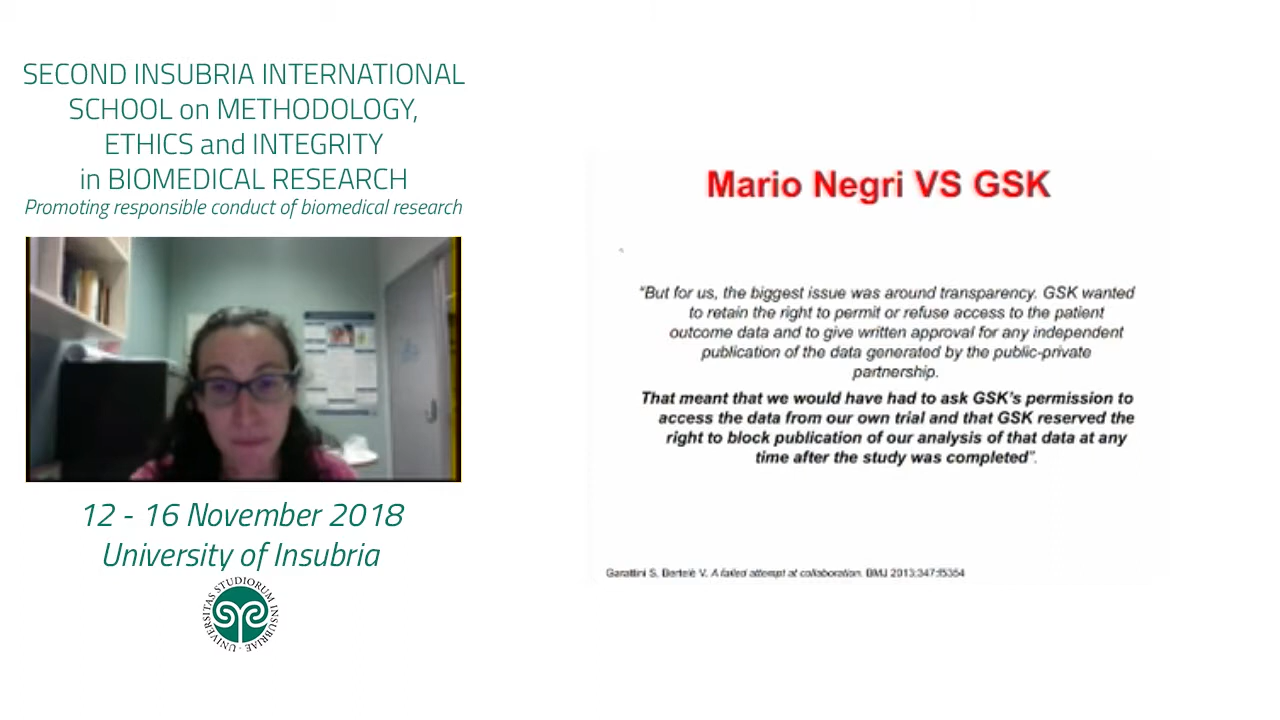 SECOND INSUBRIA INTERNATIONAL
SCHOOL on METHODOLOGY,
ETHICS and INTEGRITY
in BIOMEDICAL RESEARCH
Promoting responsible conduct of biomedical research
12 - 16 November 2018
University of Insubria
UNIVERSITAS STUDIORUM INSUBRIAE
Mario Negri VS GSK
“But for us, the biggest issue was around transparency. GSK wanted
to retain the right to permit or refuse access to the patient
outcome data and to give written approval for any independent
publication of the data generated by the public-private
partnership.
That meant that we would have had to ask GSK’s permission to
access the data from our own trial and that GSK reserved the
right to block publication of our analysis of that data at any
time after the study was completed”.
Garattini S, Bertelè V. A failed attempt at collaboration. BMJ 2013;347:f5354